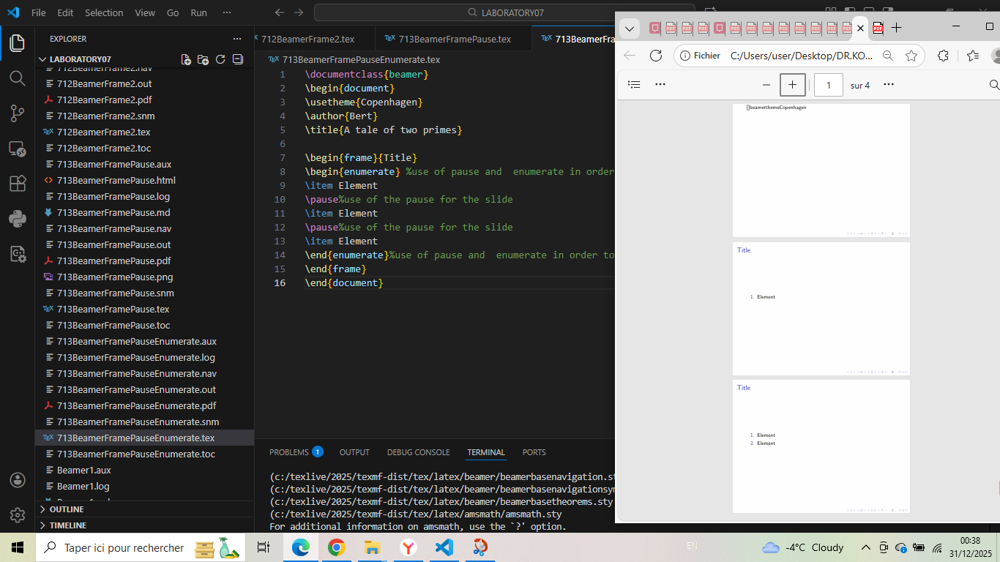 File Edit Selection View Go Run ···
LABORATORY07
EXPLORER
LABORATORY07
712BeamerFrame2.nav
712BeamerFrame2.out
712BeamerFrame2.pdf
712BeamerFrame2.snm
712BeamerFrame2.tex
712BeamerFrame2.toc
713BeamerFramePause.aux
713BeamerFramePause.html
713BeamerFramePause.log
713BeamerFramePause.md
713BeamerFramePause.nav
713BeamerFramePause.out
713BeamerFramePause.pdf
713BeamerFramePause.png
713BeamerFramePause.snm
713BeamerFramePause.tex
713BeamerFramePause.toc
713BeamerFramePauseEnumerate.aux
713BeamerFramePauseEnumerate.log
713BeamerFramePauseEnumerate.nav
713BeamerFramePauseEnumerate.out
713BeamerFramePauseEnumerate.pdf
713BeamerFramePauseEnumerate.snm
713BeamerFramePauseEnumerate.tex
713BeamerFramePauseEnumerate.toc
Beamer1.aux
Beamer1.log
OUTLINE
TIMELINE
712BeamerFrame2.tex 713BeamerFramePause.tex 713BeamerFra
713BeamerFramePauseEnumerate.tex
1 \documentclass{beamer}
2 \begin{document}
3 \usetheme{Copenhagen}
4 \author{Bert}
5 \title{A tale of two primes}
6
7 \begin{frame}{Title}
8 \begin{enumerate} %use of pause and  enumerate in order
9 \item Element
10 \pause%use of the pause for the slide
11 \item Element
12 \pause%use of the pause for the slide
13 \item Element
14 \end{enumerate}%use of pause and  enumerate in order to
15 \end{frame}
16 \end{document}
PROBLEMS 1 OUTPUT DEBUG CONSOLE TERMINAL PORTS
(c:/texlive/2025/texmf-dist/tex/latex/beamer/beamerbasenavigation.st
(c:/texlive/2025/texmf-dist/tex/latex/beamer/beamerbasenavigationsym
(c:/texlive/2025/texmf-dist/tex/latex/beamer/beamerbasetheorems.sty
(c:/texlive/2025/texmf-dist/tex/latex/amsmath/amsmath.sty
For additional information on amsmath, use the `?' option.
Fichier C:/Users/user/Desktop/DR.KO...
1 sur 4
beamerthemeCopenhagen
Title
1. Element
Title
1. Element
2. Element
Taper ici pour rechercher
EN
-4°C Cloudy
00:38
31/12/2025